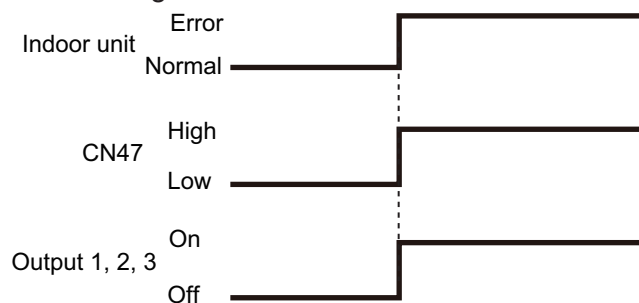 Error
Indoor unit
Normal
High
CN47
Low
On
Output 1, 2, 3
Off